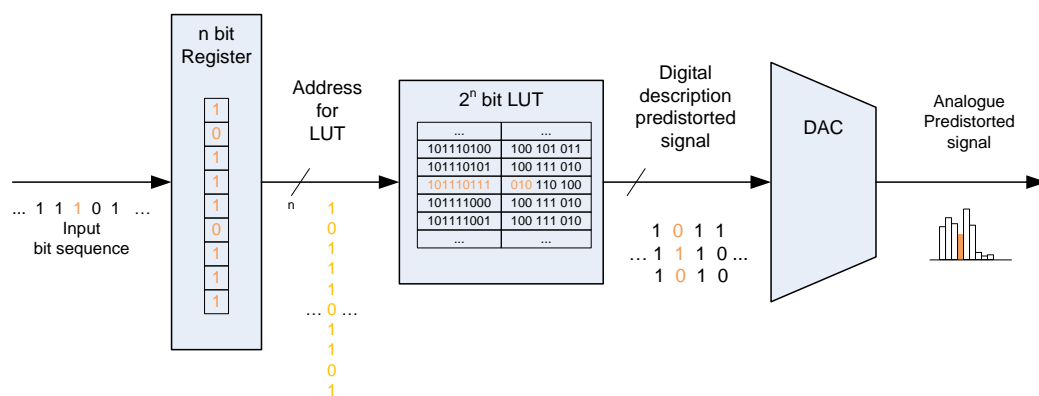 n bit
Register
1
0
1
1
1
0
1
1
1
... 1 1 1 0 1 ...
Input
bit sequence
Address
for
LUT
n
1
0
1
1
1
... 0 ...
1
1
0
1
2^n bit LUT
... ...
101110100 100 101 011
101110101 100 111 010
101110111 010 110 100
101111000 100 111 010
101111001 100 111 010
... ...
Digital
description
predistorted
signal
1 0 1 1
... 1 1 1 0 ...
1 0 1 0
DAC
Analogue
Predistorted
signal